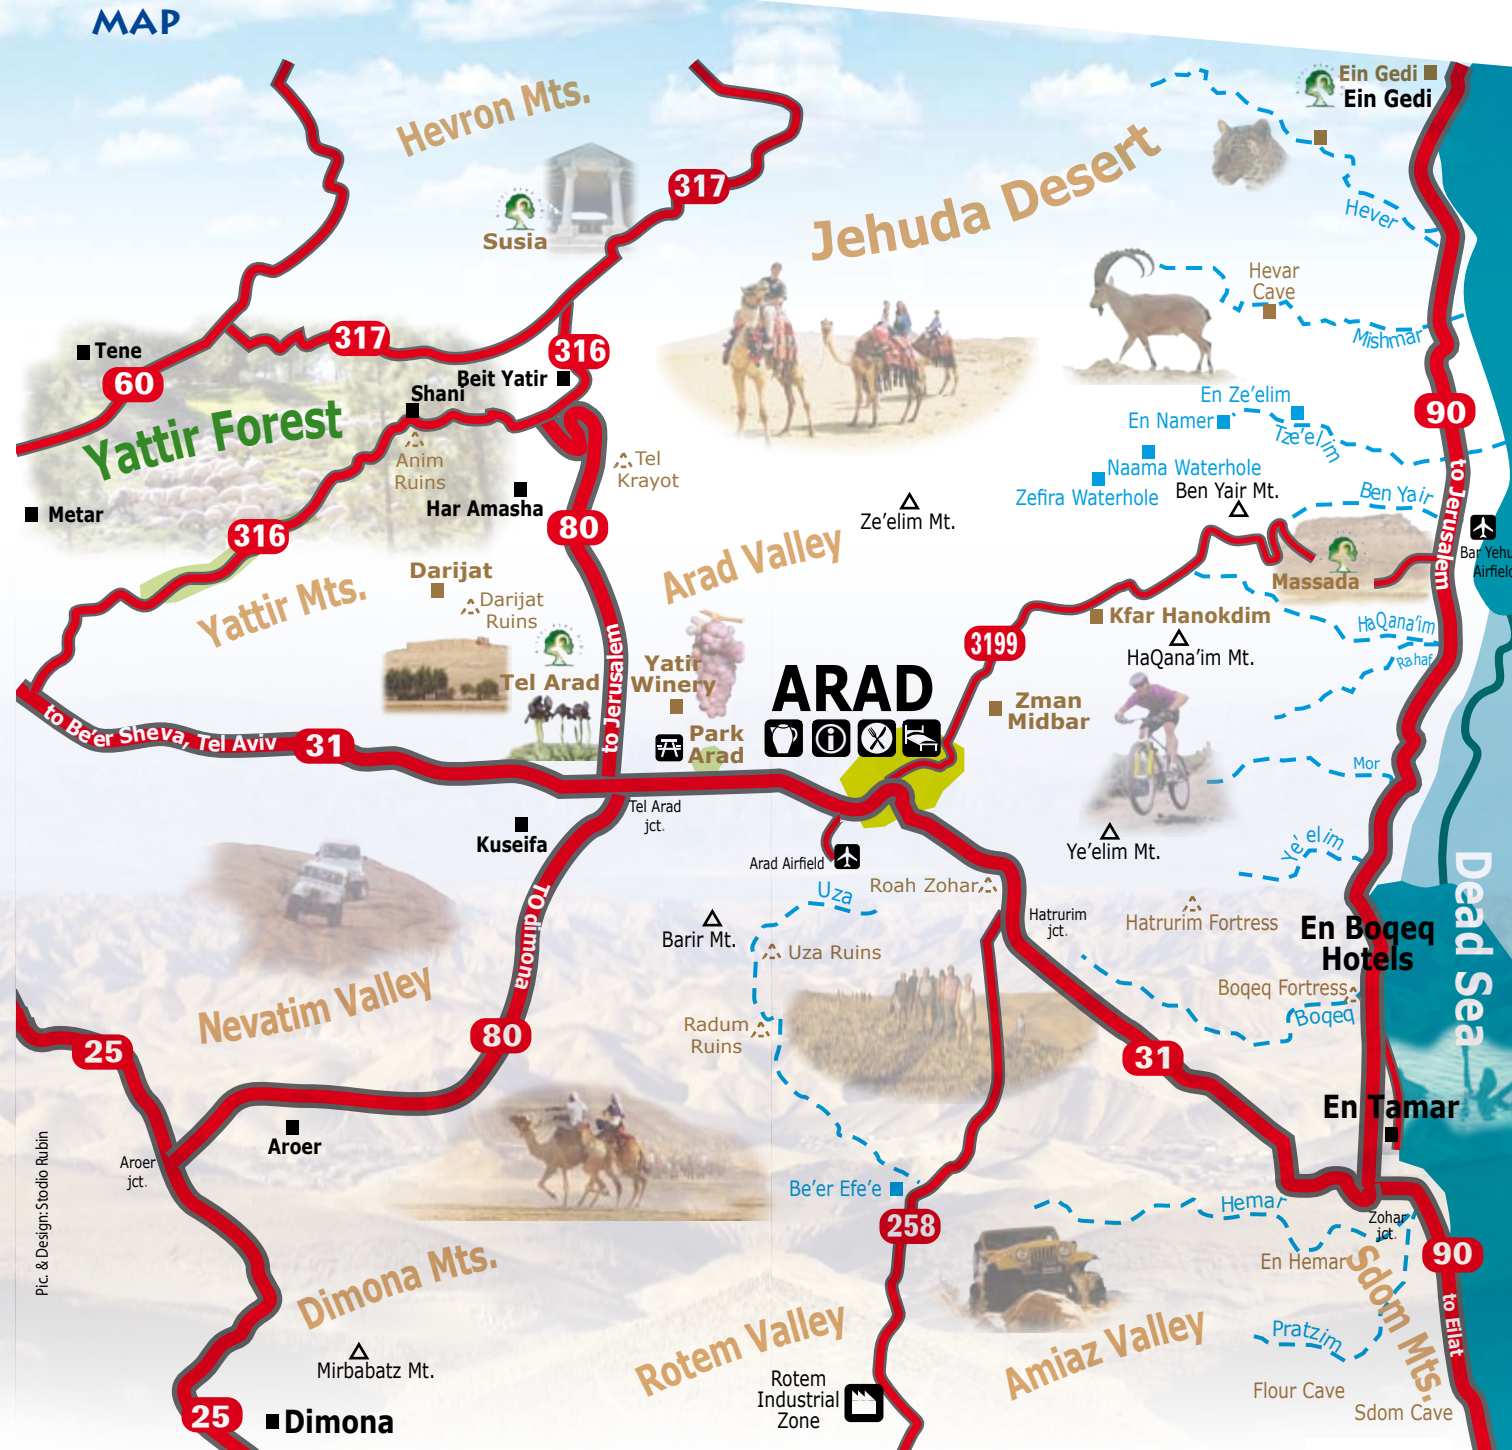 MAP
Hevron Mts.
317
Susia
Jehuda Desert
Ein Gedi
Ein Gedi
Hever
Hevar
Cave
Mishmar
Tene
60
317
316
Beit Yatir
Shani
Yattir Forest
Anim
Ruins
Tel
Krayot
Metar
Har Amasha
316
80
En Ze'elim
En Namer
Tze'elim
90
Naama Waterhole
Zefira Waterhole
Ben Yair Mt.
Ben Yair
Ze'elim Mt.
to Jerusalem
Airfield
Massada
Arad Valley
Yattir Mts.
Darijat
Darijat
Ruins
Kfar Hanokdim
HaQana'im
HaQana'im Mt.
Rahaf
3199
Tel Arad
Yatir
Winery
to Jerusalem
ARAD
Zman
Midbar
Park
Arad
to Be'er Sheva, Tel Aviv
31
Mor
Tel Arad
jct.
Kuseifa
Arad Airfield
Ye'elim Mt.
Ye'elim
Roah Zohar
Uza
Hatrurim
jct.
Hatrurim Fortress
En Boqeq
Hotels
Dead Sea
Barir Mt.
Uza Ruins
TO dimona
Nevatim Valley
Boqeq Fortress
Boqeq
Radum
Ruins
25
80
31
En Tamar
Aroer
Aroer
jct.
Pic. & Design: Stodio Rubin
Be'er Efe'e
258
Hemar
Zohar
jct.
En Hemar
90
Sdom Mts.
to Eilat
Dimona Mts.
Mirbabatz Mt.
Rotem Valley
Amiaz Valley
Pratzim
Rotem
Industrial
Zone
Flour Cave
Sdom Cave
25
Dimona